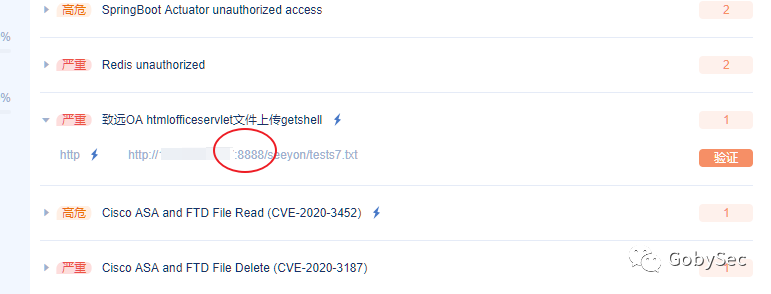 高危 SpringBoot Actuator unauthorized access 2
%
严重 Redis unauthorized 2
%
严重 致远OA htmlofficeservlet文件上传getshell 1
http http:// :8888/seeyon/tests7.txt 验证
高危 Cisco ASA and FTD File Read (CVE-2020-3452) 1
严重 Cisco ASA and FTD File Delete (CVE-2020-3187) 1
GobySec